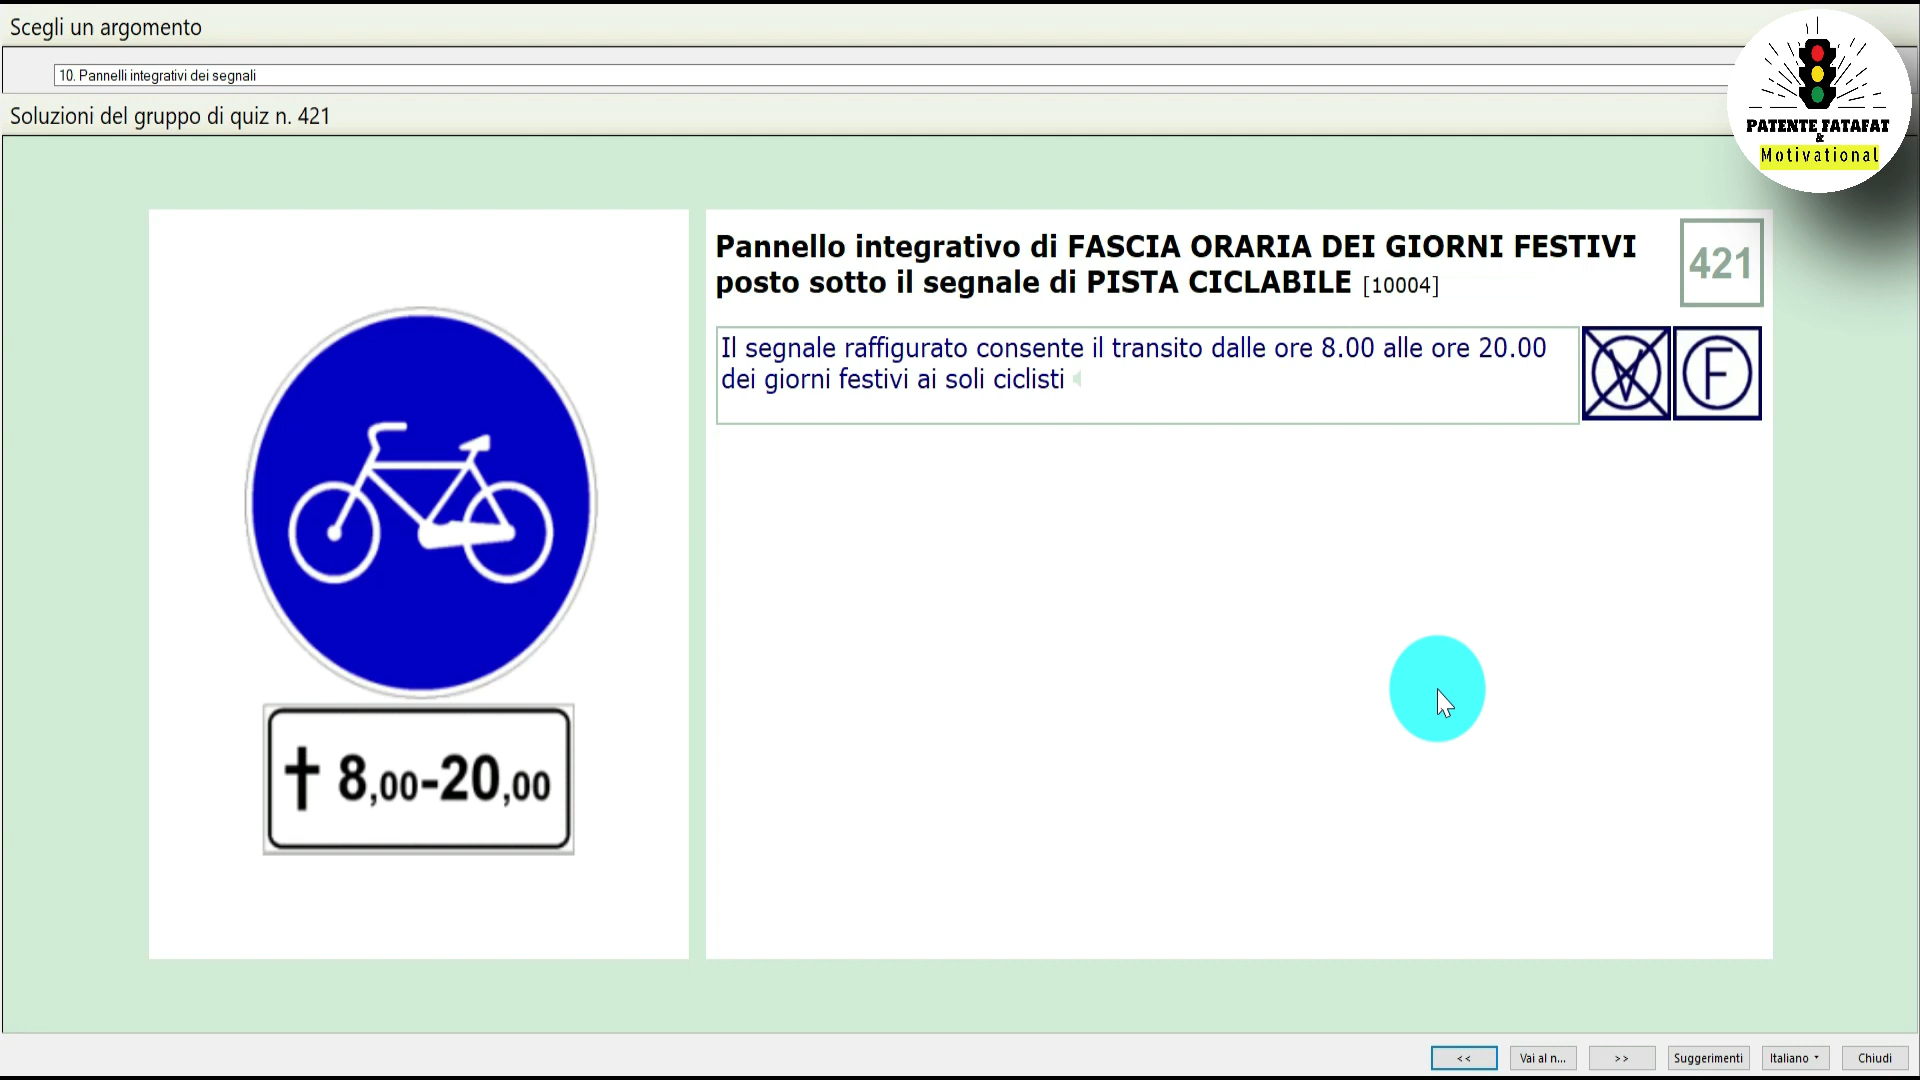 Scegli un argomento
10. Pannelli integrativi dei segnali
Soluzioni del gruppo di quiz n. 421
PATENTE FATAFAT
&
Motivational
Pannello integrativo di FASCIA ORARIA DEI GIORNI FESTIVI
posto sotto il segnale di PISTA CICLABILE [10004]
421
Il segnale raffigurato consente il transito dalle ore 8.00 alle ore 20.00
dei giorni festivi ai soli ciclisti
V F
† 8,00-20,00
<< Vai al n... >> Suggerimenti Italiano Chiudi